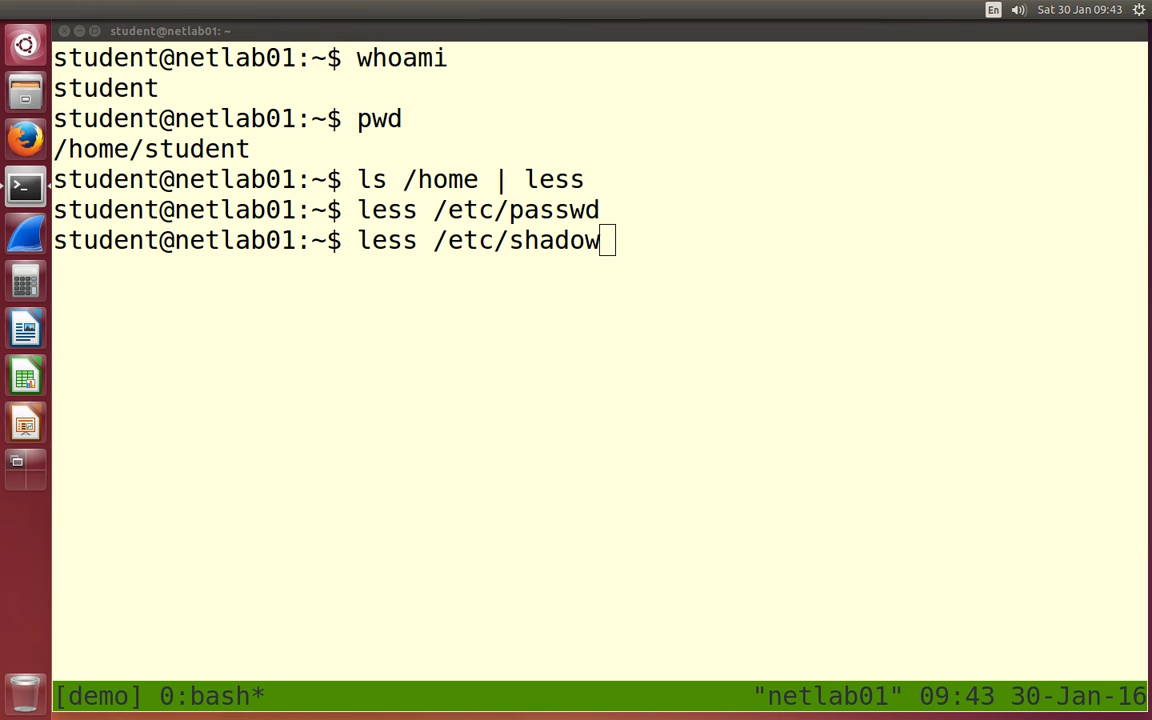 En Sat 30 Jan 09:43
student@netlab01: ~
student@netlab01:~$ whoami
student
student@netlab01:~$ pwd
/home/student
student@netlab01:~$ ls /home | less
student@netlab01:~$ less /etc/passwd
student@netlab01:~$ less /etc/shadow
[demo] 0:bash* "netlab01" 09:43 30-Jan-16